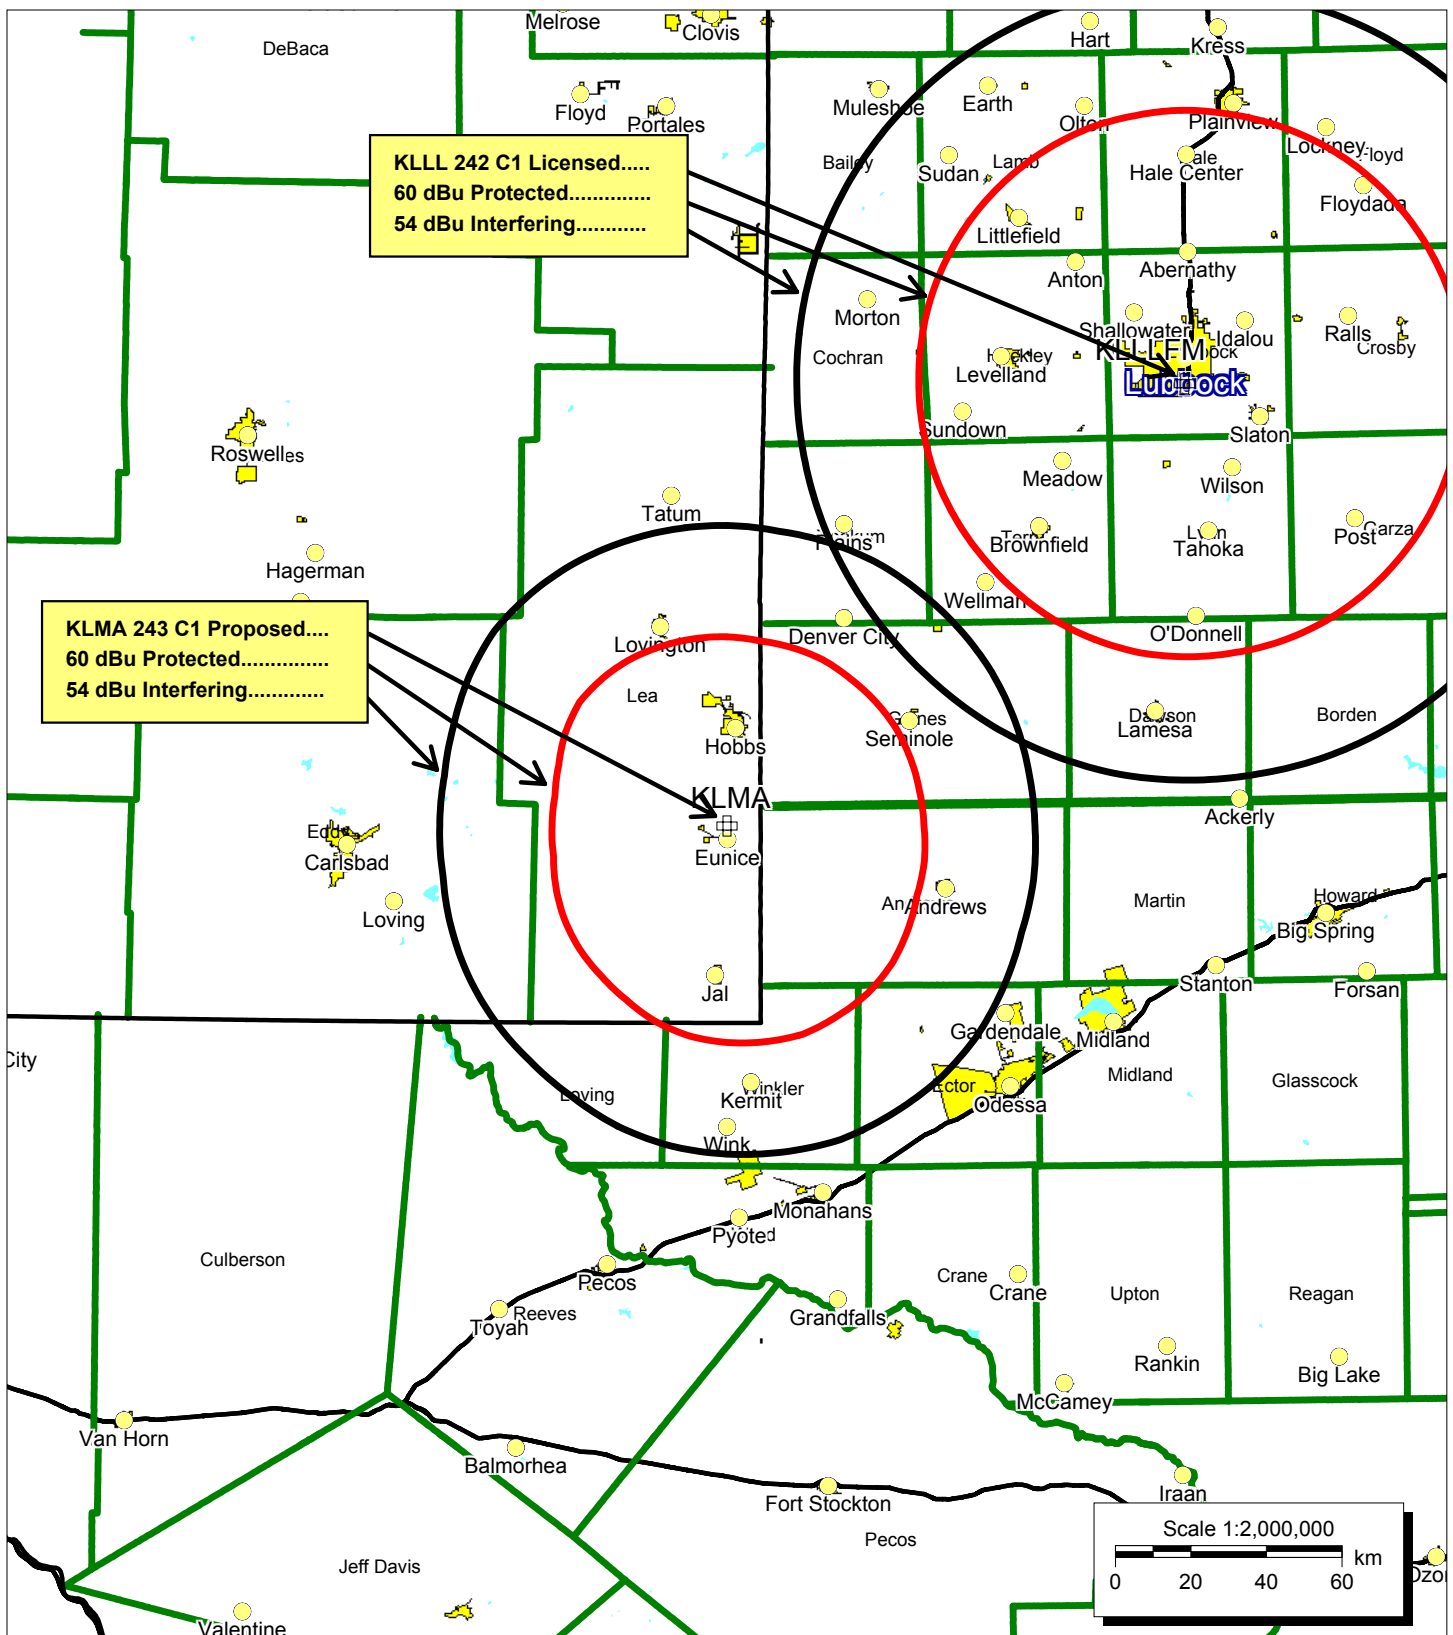 Melrose
Clovis
Hart
Kress
DeBaca
Floyd
Portales
Muleshoe
Earth
Olton
Plainview
Lockney
KLLL 242 C1 Licensed.....
60 dBu Protected..............
54 dBu Interfering............
Bailey
Sudan
Lamb
Hale Center
Floydada
Littlefield
Anton
Abernathy
Morton
Shallowater
Idalou
Ralls
Crosby
Cochran
KLLLFM
Levelland
Lubbock
Sundown
Slaton
Roswell
Meadow
Wilson
Tatum
Plains
Brownfield
Tahoka
Post
Garza
Hagerman
Wellman
KLMA 243 C1 Proposed....
60 dBu Protected...............
54 dBu Interfering.............
Lovington
Denver City
O'Donnell
Lea
Hobbs
Seminole
Dawson
Lamesa
Borden
KLMA
Ackerly
Eddy
Carlsbad
Eunice
Loving
Andrews
Martin
Howard
Big Spring
Jal
Stanton
Forsan
Gardendale
Midland
City
Loving
Winkler
Kermit
Ector
Odessa
Midland
Glasscock
Wink
Monahans
Pyote
Culberson
Pecos
Crane
Crane
Upton
Reagan
Toyah
Reeves
Grandfalls
Rankin
Big Lake
McCamey
Van Horn
Balmorhea
Fort Stockton
Iraan
Pecos
Scale 1:2,000,000
km
0 20 40 60
Jeff Davis
Valentine